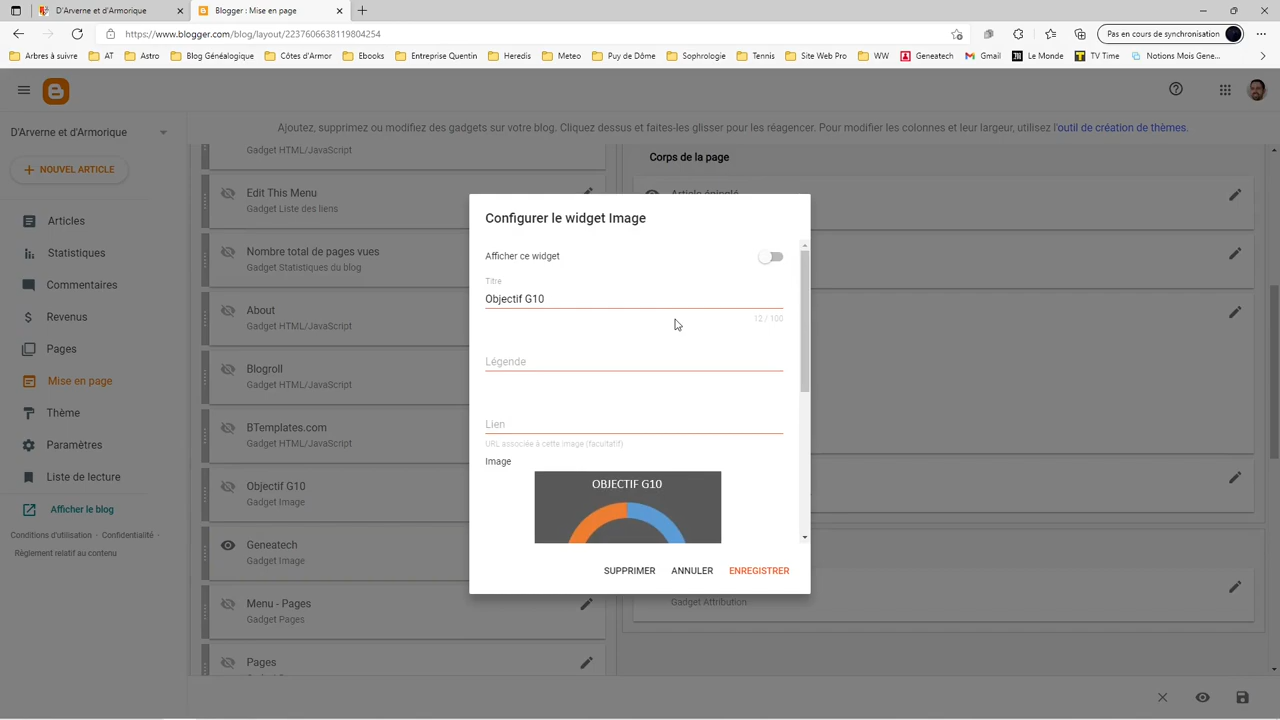 D'Arverne et d'Armorique
Blogger : Mise en page
https://www.blogger.com/blog/layout/2237606638119804254
Pas en cours de synchronisation
Arbres à suivre
AT
Astro
Blog Généalogique
Côtes d'Armor
Ebooks
Entreprise Quentin
Heredis
Meteo
Puy de Dôme
Sophrologie
Tennis
Site Web Pro
WW
Geneatech
Gmail
Le Monde
TV Time
Notions Mois Gene...
D'Arverne et d'Armorique
NOUVEL ARTICLE
Articles
Statistiques
Commentaires
Revenus
Pages
Mise en page
Thème
Paramètres
Liste de lecture
Afficher le blog
Conditions d'utilisation - Confidentialité -
Règlement relatif au contenu
Ajoutez, supprimez ou modifiez des gadgets sur votre blog. Cliquez dessus et faites-les glisser pour les réagencer. Pour modifier les colonnes et leur largeur, utilisez l'outil de création de thèmes.
Gadget HTML/JavaScript
Edit This Menu
Gadget Liste des liens
Nombre total de pages vues
Gadget Statistiques du blog
About
Gadget HTML/JavaScript
Blogroll
Gadget HTML/JavaScript
BTemplates.com
Gadget HTML/JavaScript
Objectif G10
Gadget Image
Geneatech
Gadget Image
Menu - Pages
Gadget Pages
Pages
Corps de la page
Article épinglé
Gadget Attribution
Configurer le widget Image
Afficher ce widget
Titre
Objectif G10
12 / 100
Légende
Lien
URL associée à cette image (facultatif)
Image
OBJECTIF G10
SUPPRIMER
ANNULER
ENREGISTRER